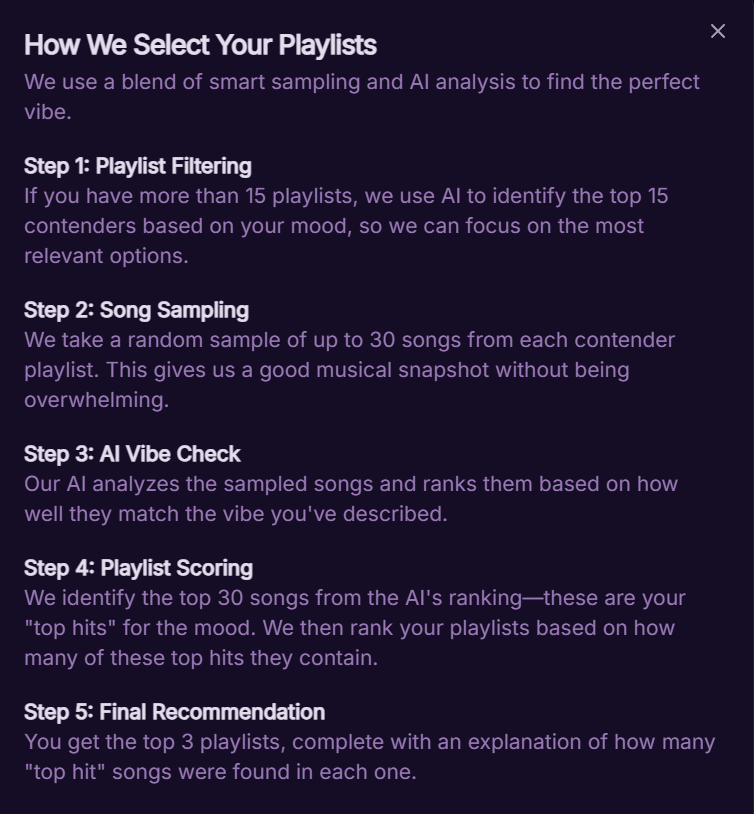 How We Select Your Playlists
We use a blend of smart sampling and AI analysis to find the perfect
vibe.
Step 1: Playlist Filtering
If you have more than 15 playlists, we use AI to identify the top 15
contenders based on your mood, so we can focus on the most
relevant options.
Step 2: Song Sampling
We take a random sample of up to 30 songs from each contender
playlist. This gives us a good musical snapshot without being
overwhelming.
Step 3: AI Vibe Check
Our AI analyzes the sampled songs and ranks them based on how
well they match the vibe you've described.
Step 4: Playlist Scoring
We identify the top 30 songs from the AI's ranking—these are your
"top hits" for the mood. We then rank your playlists based on how
many of these top hits they contain.
Step 5: Final Recommendation
You get the top 3 playlists, complete with an explanation of how many
"top hit" songs were found in each one.